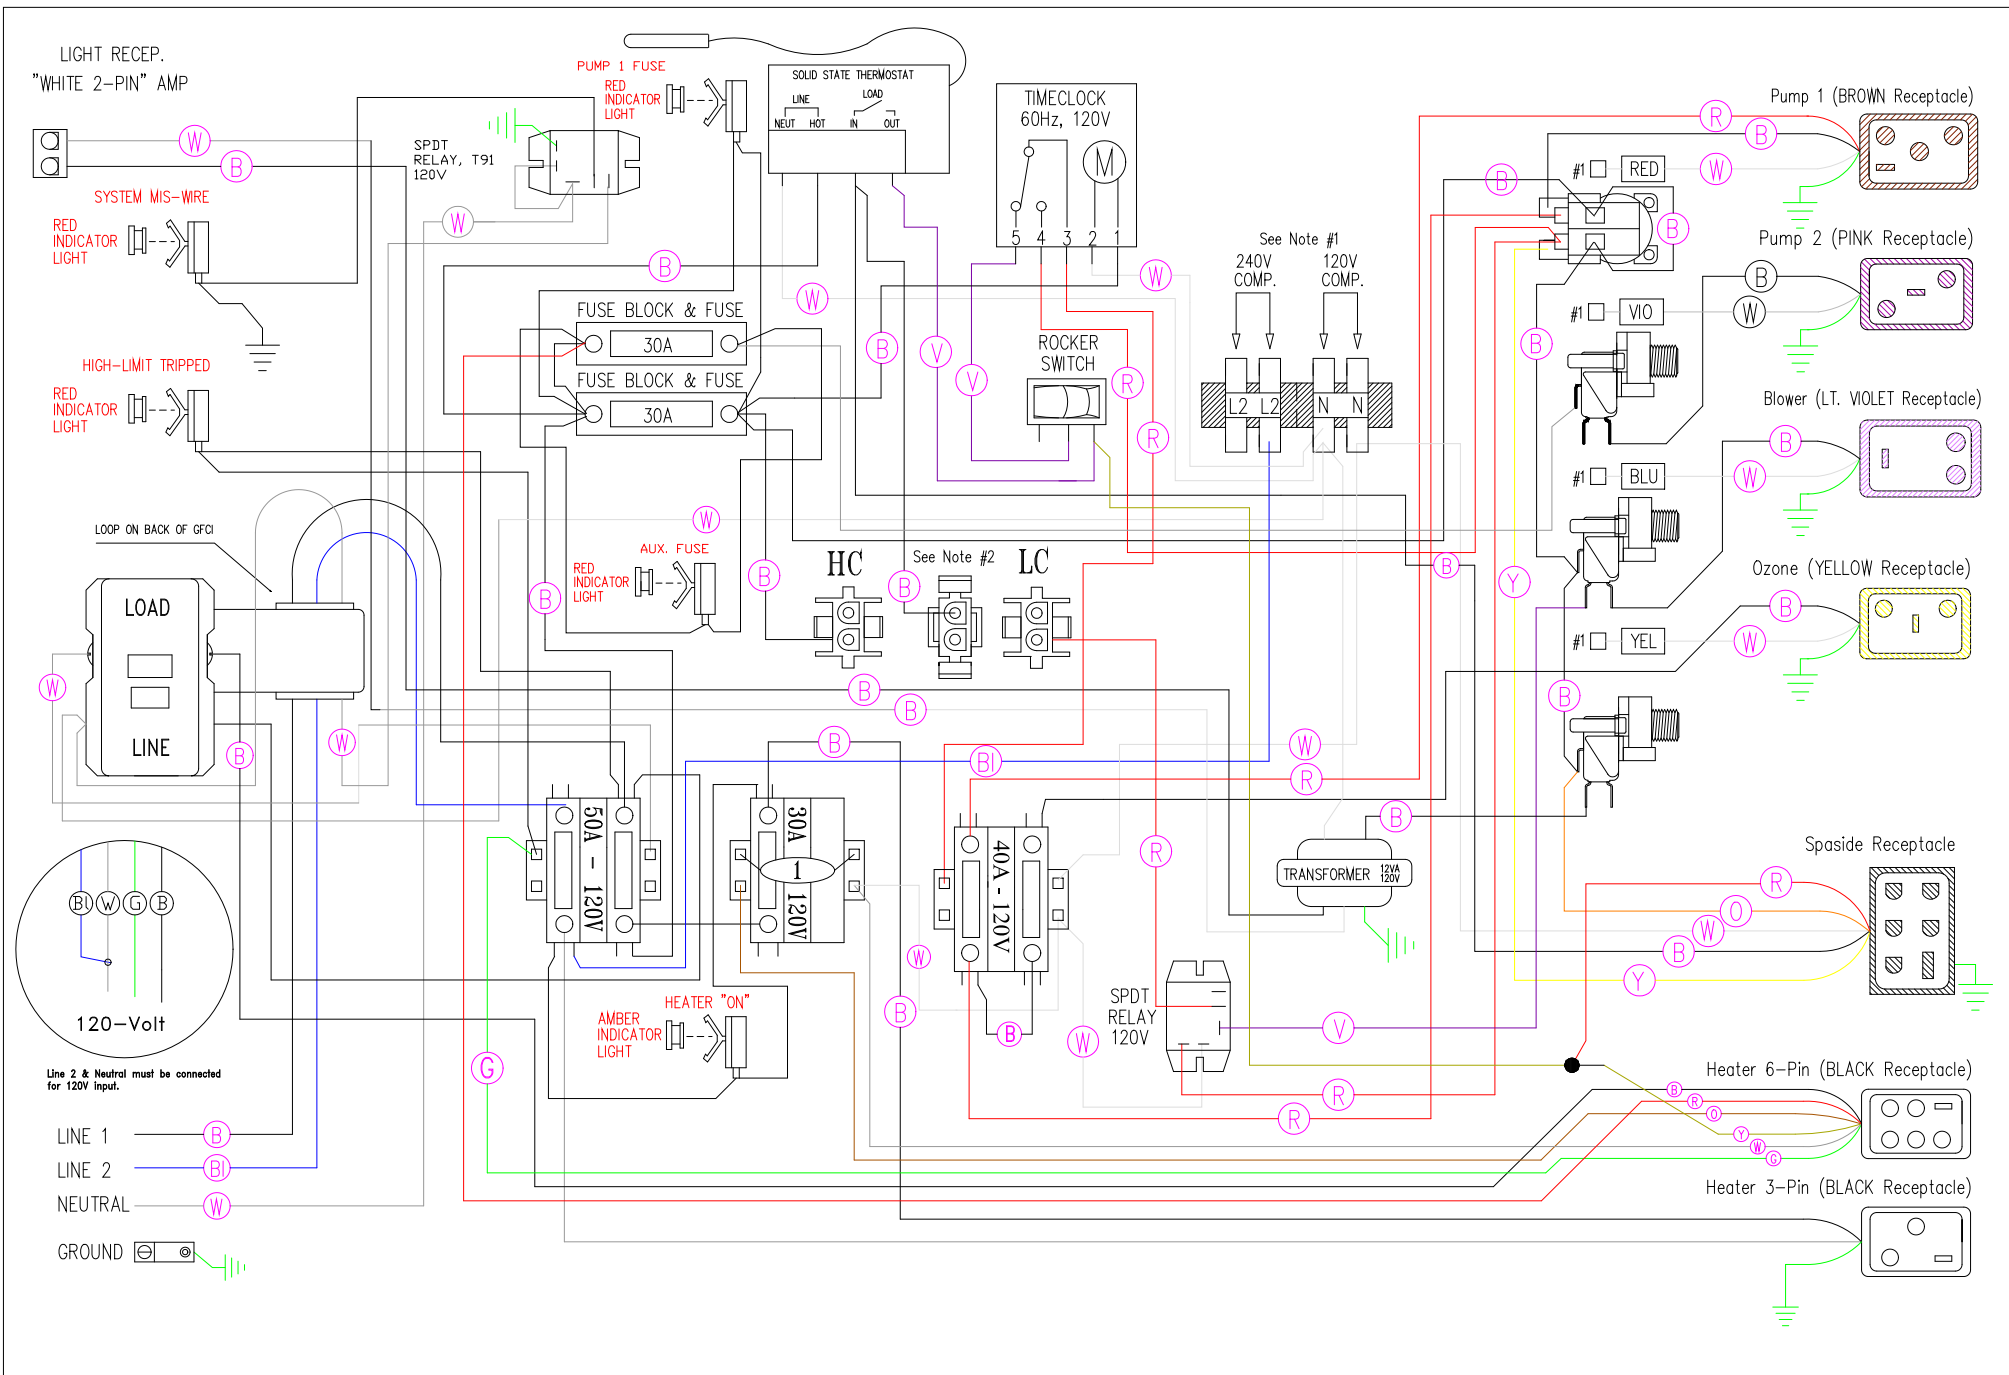 LIGHT RECEP.
"WHITE 2-PIN" AMP
W
B
SYSTEM MIS-WIRE
RED
INDICATOR
LIGHT
HIGH-LIMIT TRIPPED
RED
INDICATOR
LIGHT
SPDT
RELAY, T91
120V
W
PUMP 1 FUSE
RED
INDICATOR
LIGHT
SOLID STATE THERMOSTAT
LINE
LOAD
NEUT
HOT
IN
OUT
TIMECLOCK
60Hz, 120V
M
5
4
3
2
1
B
W
W
FUSE BLOCK & FUSE
30A
FUSE BLOCK & FUSE
30A
B
V
V
R
R
ROCKER
SWITCH
See Note #1
240V
COMP.
120V
COMP.
L2
L2
N
N
Pump 1 (BROWN Receptacle)
R
B
#1
RED
W
B
B
Pump 2 (PINK Receptacle)
B
#1
VIO
W
B
Blower (LT. VIOLET Receptacle)
B
#1
BLU
W
Ozone (YELLOW Receptacle)
B
#1
YEL
W
B
Y
B
LOOP ON BACK OF GFCI
LOAD
LINE
W
B
W
W
AUX. FUSE
RED
INDICATOR
LIGHT
B
B
HC
B
See Note #2
LC
B
B
B
BI
W
R
50A - 120V
30A
1
120V
40A-120V
R
B
TRANSFORMER
12VA
120V
Spaside Receptacle
R
O
W
B
Y
BI
W
G
B
120-Volt
Line 2 & Neutral must be connected
for 120V input.
G
HEATER "ON"
AMBER
INDICATOR
LIGHT
W
B
B
W
SPDT
RELAY
120V
V
R
R
Heater 6-Pin (BLACK Receptacle)
B
R
O
Y
W
G
LINE 1
B
LINE 2
BI
NEUTRAL
W
GROUND
Heater 3-Pin (BLACK Receptacle)